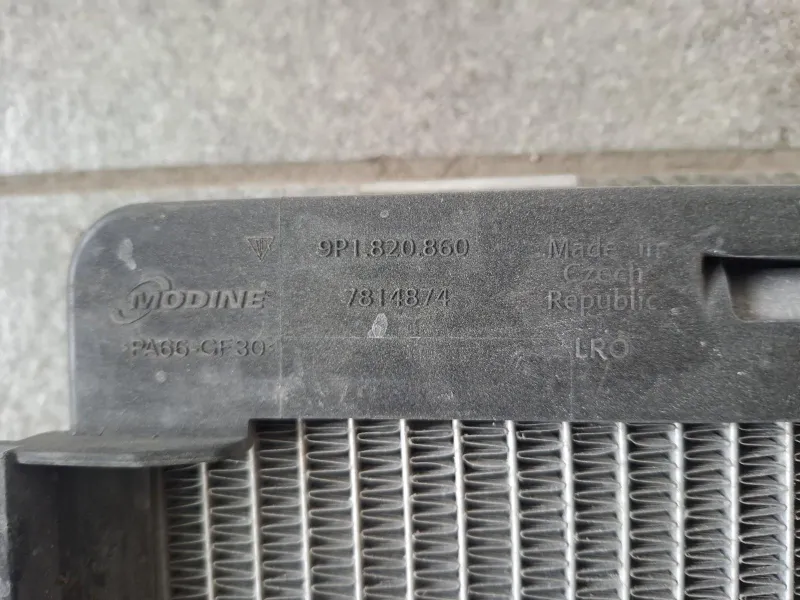 9P1.820.860
MODINE
7814874
Made in
Czech
Republic
>PA66-GF30<
LRO